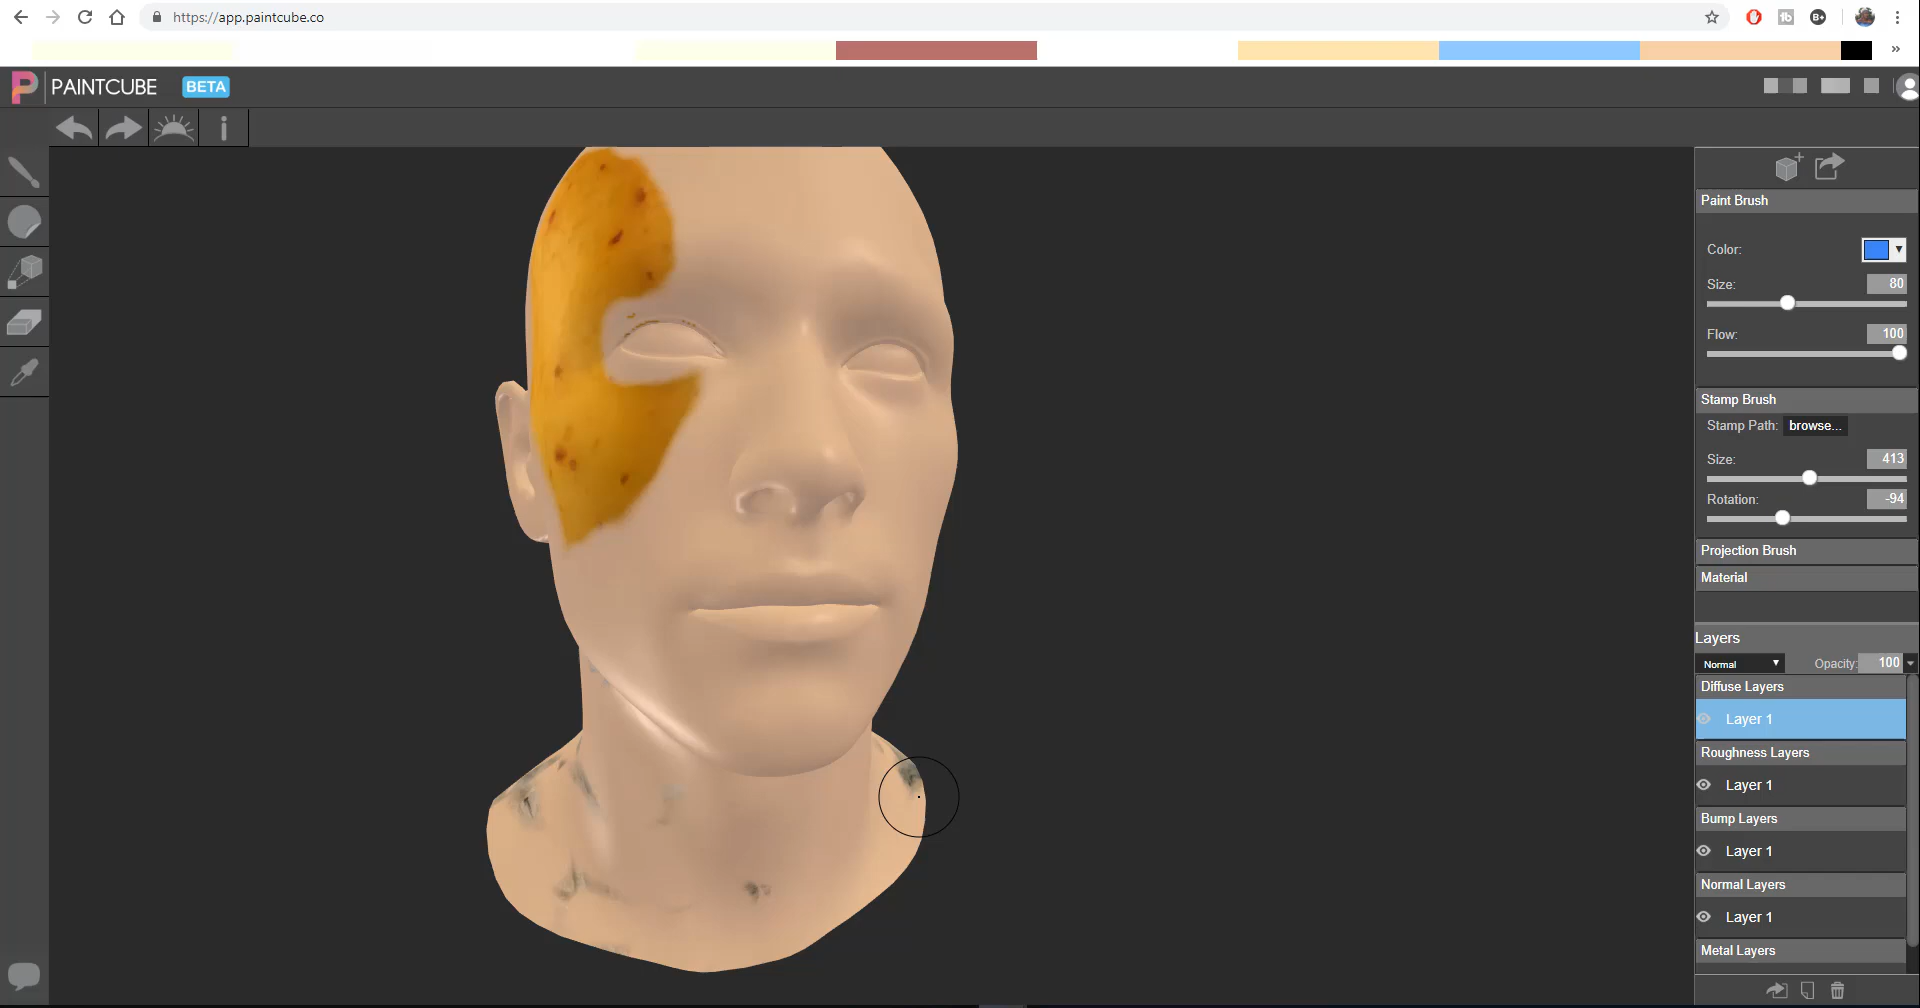 https://app.paintcube.co
PAINTCUBE BETA
Paint Brush
Color:
Size: 80
Flow: 100
Stamp Brush
Stamp Path: browse...
Size: 413
Rotation: -94
Projection Brush
Material
Layers
Normal Opacity: 100
Diffuse Layers
Layer 1
Roughness Layers
Layer 1
Bump Layers
Layer 1
Normal Layers
Layer 1
Metal Layers